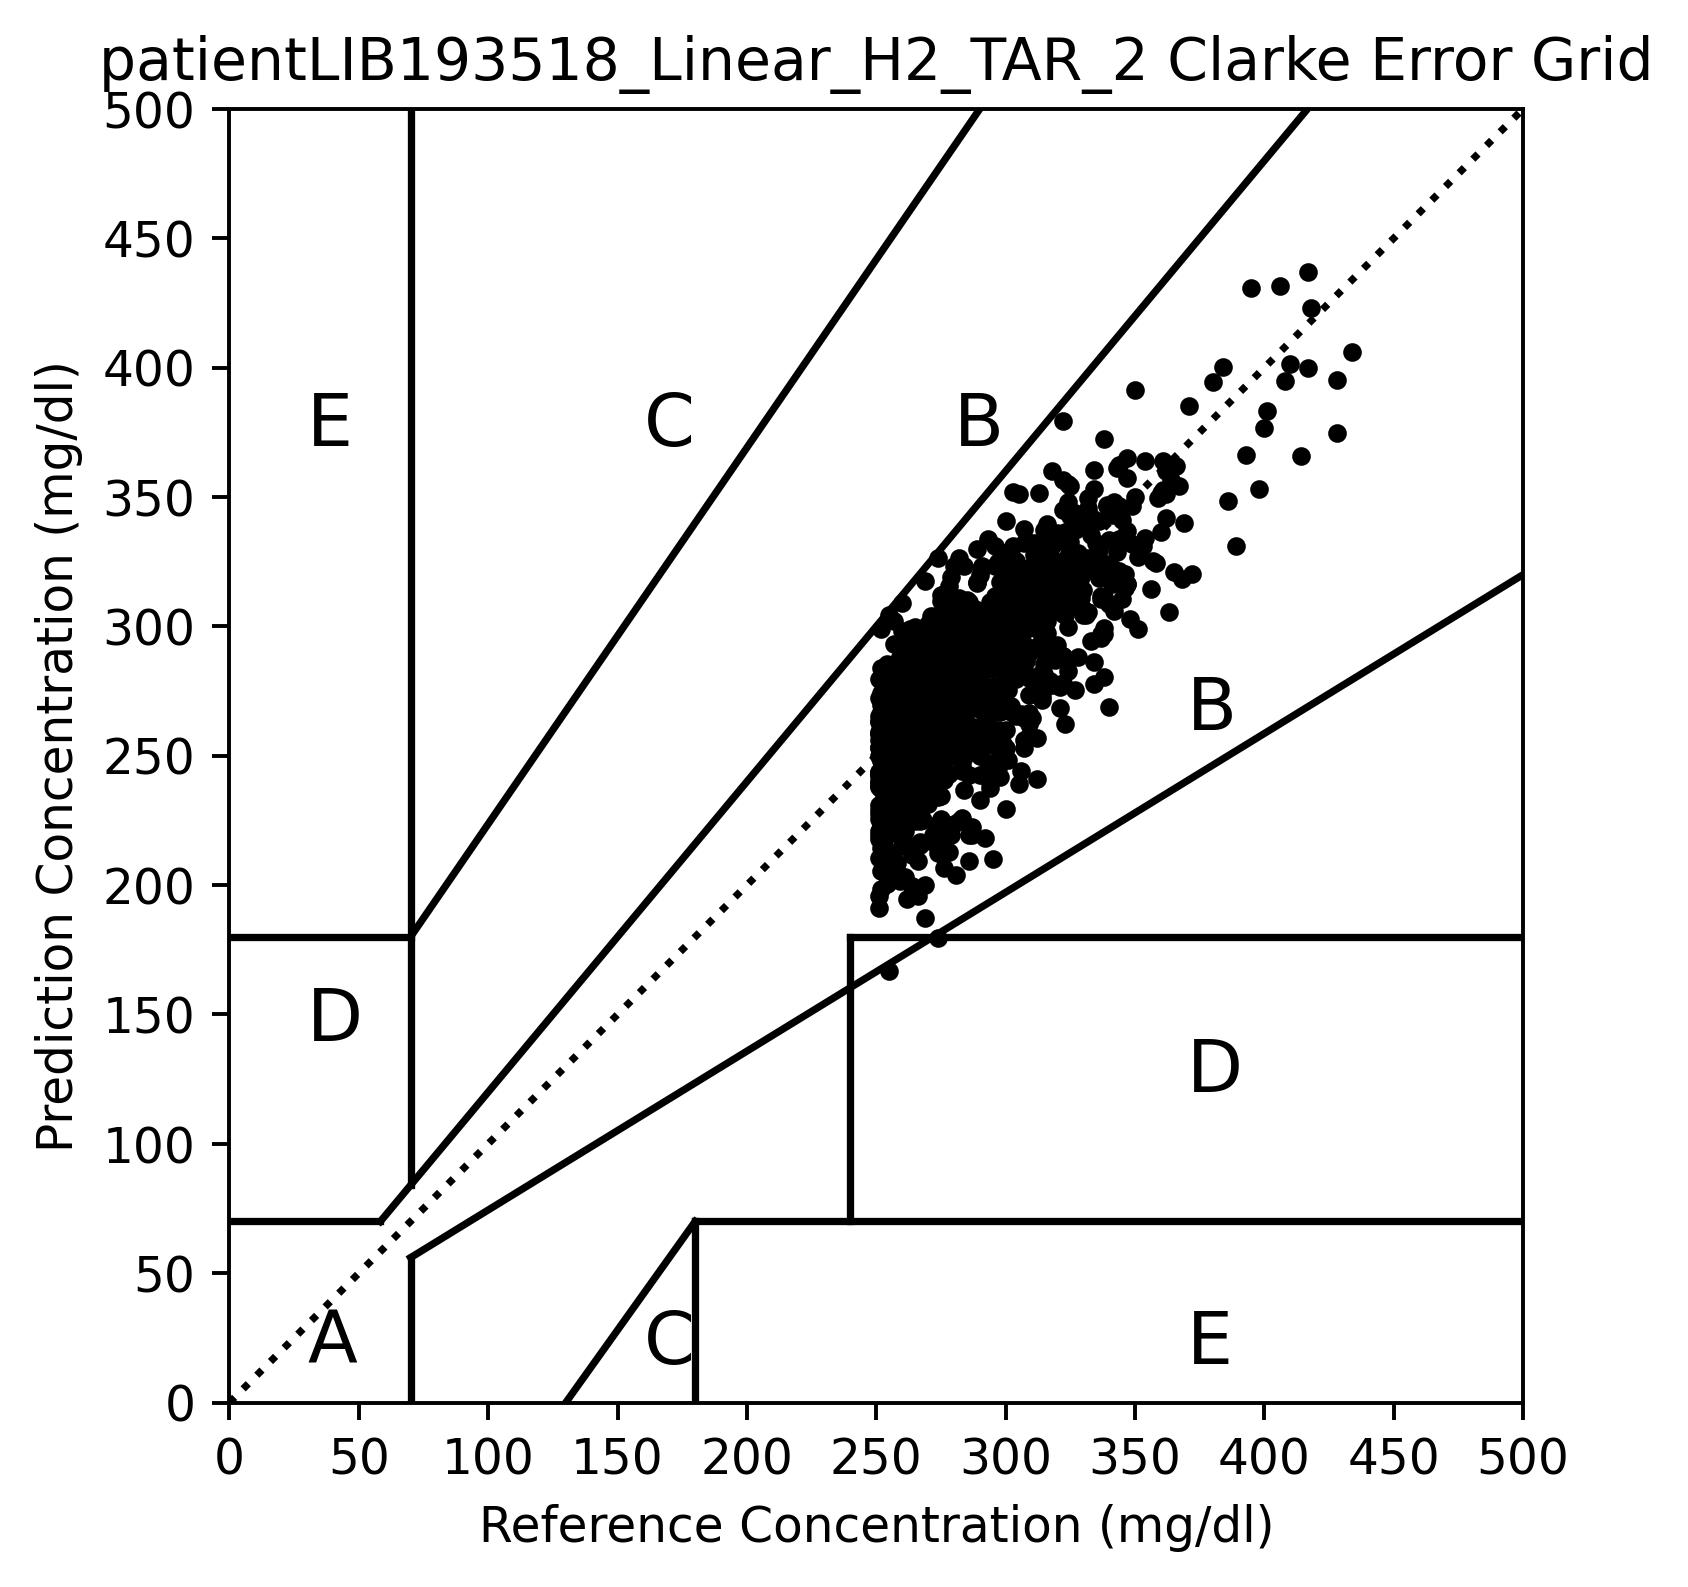 patientLIB193518_Linear_H2_TAR_2 Clarke Error Grid
500
450
400
350
300
250
200
150
100
50
0
Prediction Concentration (mg/dl)
E
C
B
B
D
D
A
C
E
0 50 100 150 200 250 300 350 400 450 500
Reference Concentration (mg/dl)